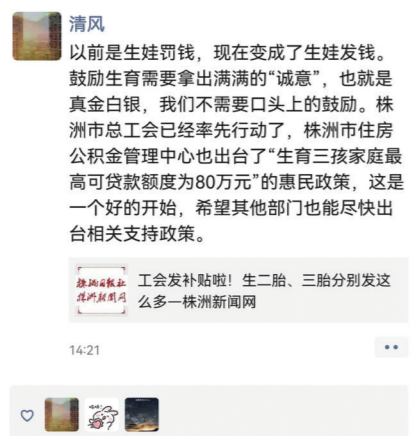 清风
以前是生娃罚钱，现在变成了生娃发钱。
鼓励生育需要拿出满满的“诚意”，也就是
真金白银，我们不需要口头上的鼓励。株
洲市总工会已经率先行动了，株洲市住房
公积金管理中心也出台了“生育三孩家庭最
高可贷款额度为80万元”的惠民政策，这是
一个好的开始，希望其他部门也能尽快出
台相关支持政策。
株洲日报社
株洲新闻网
工会发补贴啦！生二胎、三胎分别发这
么多—株洲新闻网
14:21